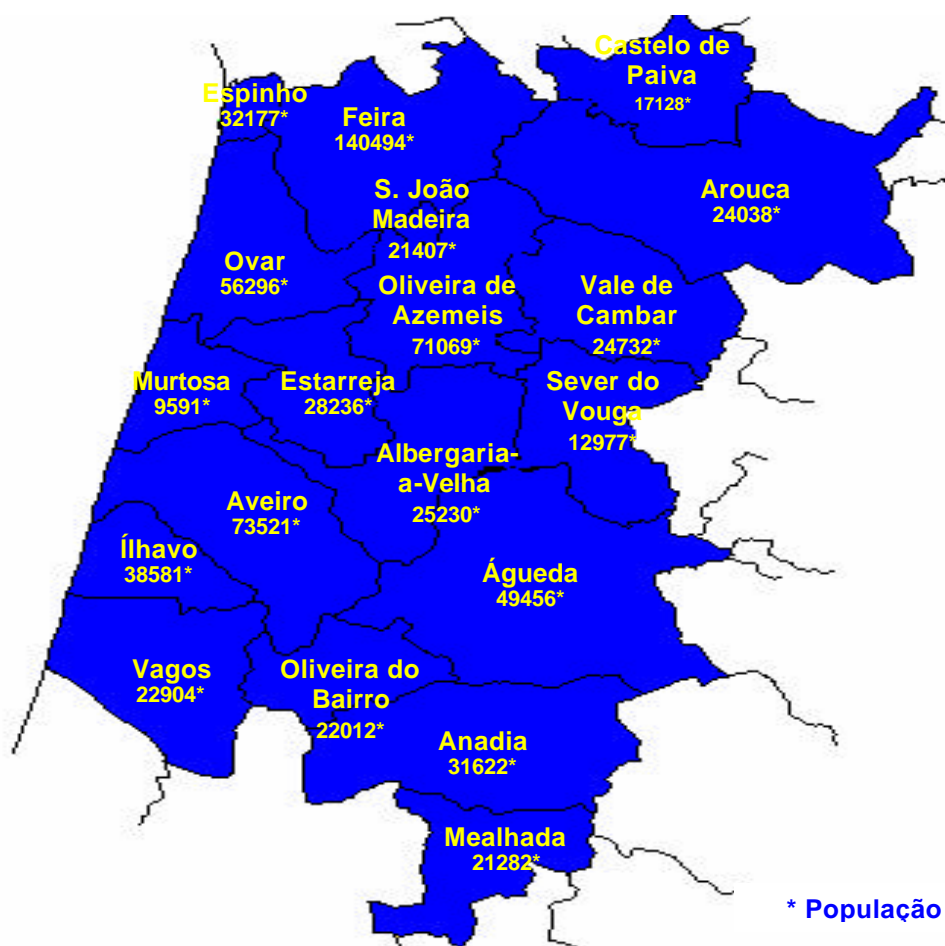 Castelo de
Paiva
17128*
Espinho
32177*
Feira
140494*
Arouca
24038*
S. João
Madeira
21407*
Ovar
56296*
Oliveira de
Azemeis
71069*
Vale de
Cambar
24732*
Murtosa
9591*
Estarreja
28236*
Sever do
Vouga
12977*
Albergaria-
a-Velha
25230*
Aveiro
73521*
Ílhavo
38581*
Águeda
49456*
Vagos
22904*
Oliveira do
Bairro
22012*
Anadia
31622*
Mealhada
21282*
* População